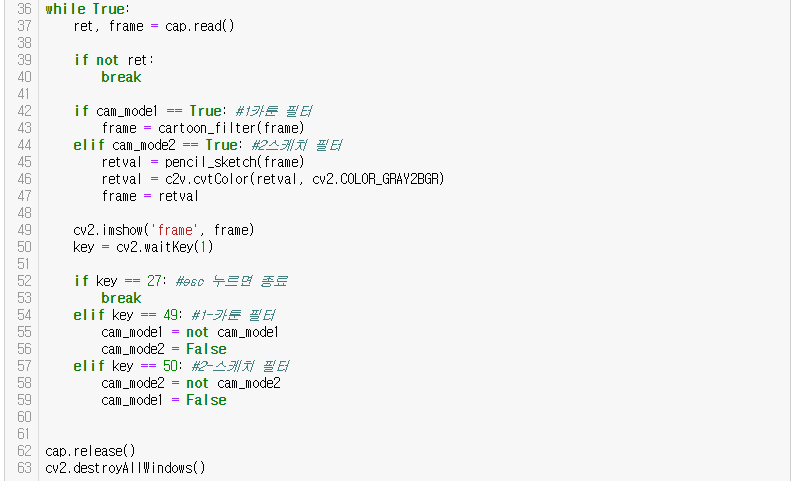 36 while True:
37     ret, frame = cap.read()
38
39     if not ret:
40         break
41
42     if cam_mode1 == True: #1카툰 필터
43         frame = cartoon_filter(frame)
44     elif cam_mode2 == True: #2스케치 필터
45         retval = pencil_sketch(frame)
46         retval = c2v.cvtColor(retval, cv2.COLOR_GRAY2BGR)
47         frame = retval
48
49     cv2.imshow('frame', frame)
50     key = cv2.waitKey(1)
51
52     if key == 27: #esc 누르면 종료
53         break
54     elif key == 49: #1-카툰 필터
55         cam_mode1 = not cam_mode1
56         cam_mode2 = False
57     elif key == 50: #2-스케치 필터
58         cam_mode2 = not cam_mode2
59         cam_mode1 = False
60
61
62 cap.release()
63 cv2.destroyAllWindows()